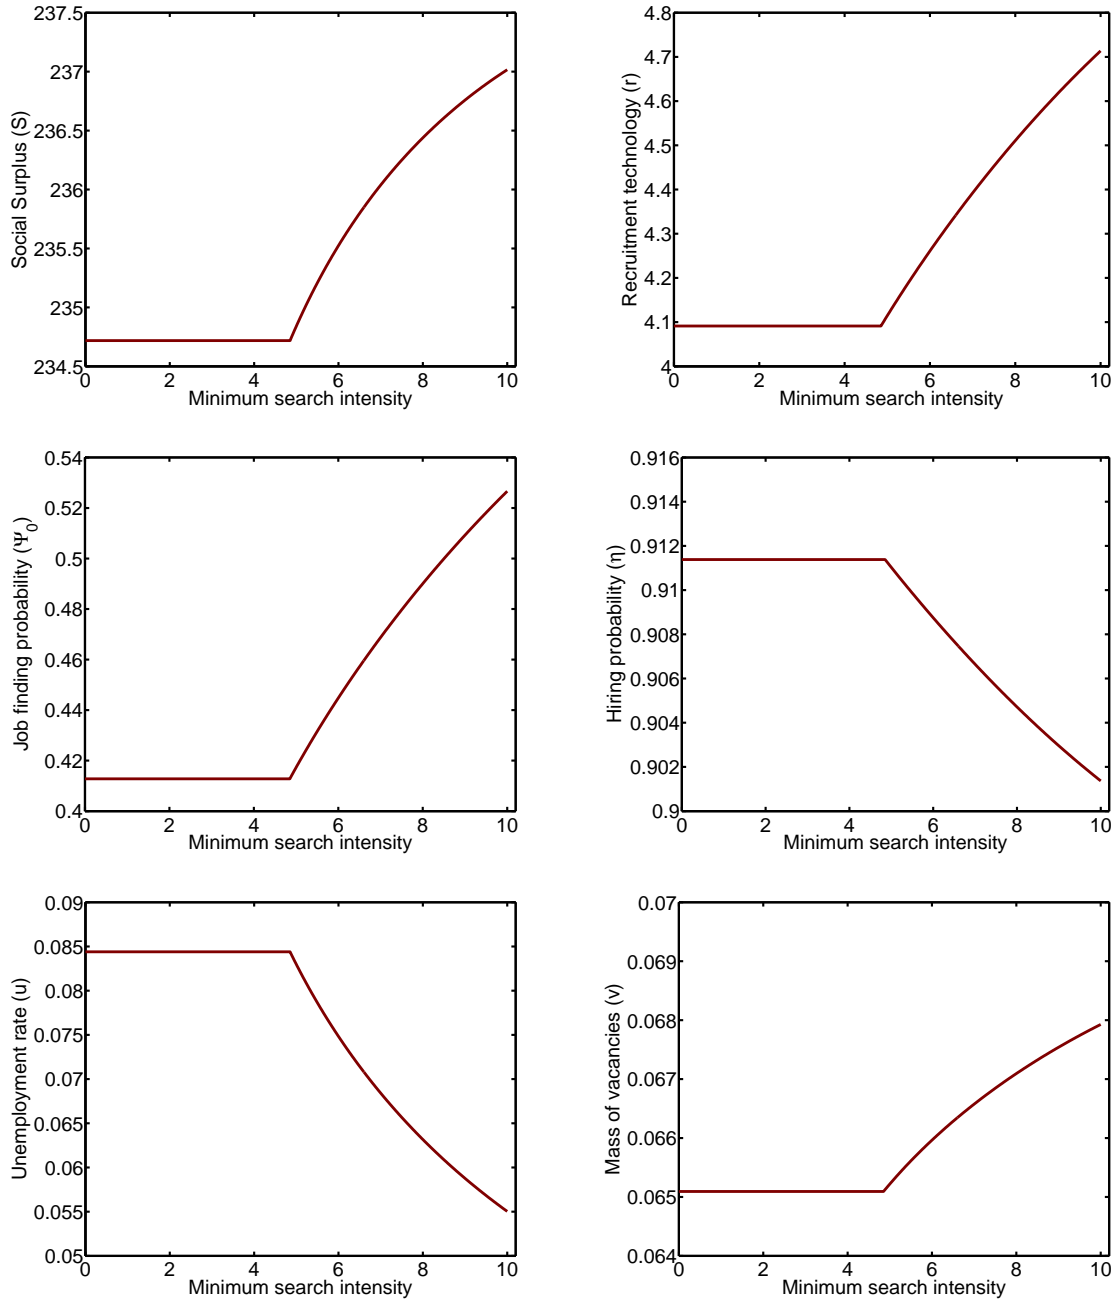 237.5
237
236.5
236
235.5
235
234.5
Social Surplus (S)
0 2 4 6 8 10
Minimum search intensity
4.8
4.7
4.6
4.5
4.4
4.3
4.2
4.1
4
Recruitment technology (r)
0 2 4 6 8 10
Minimum search intensity
0.54
0.52
0.5
0.48
0.46
0.44
0.42
0.4
Job finding probability (Ψ_0)
0 2 4 6 8 10
Minimum search intensity
0.916
0.914
0.912
0.91
0.908
0.906
0.904
0.902
0.9
Hiring probability (η)
0 2 4 6 8 10
Minimum search intensity
0.09
0.085
0.08
0.075
0.07
0.065
0.06
0.055
0.05
Unemployment rate (u)
0 2 4 6 8 10
Minimum search intensity
0.07
0.069
0.068
0.067
0.066
0.065
0.064
Mass of vacancies (v)
0 2 4 6 8 10
Minimum search intensity